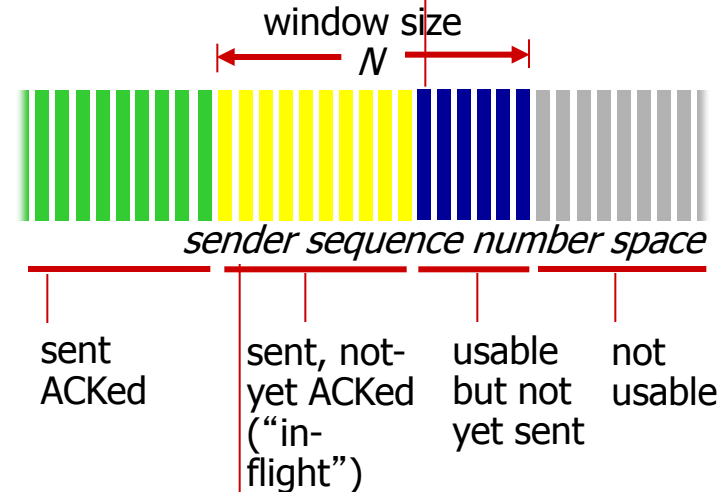 window size
N
sender sequence number space
sent
ACKed
sent, not-
yet ACKed
(“in-
flight”)
usable
but not
yet sent
not
usable